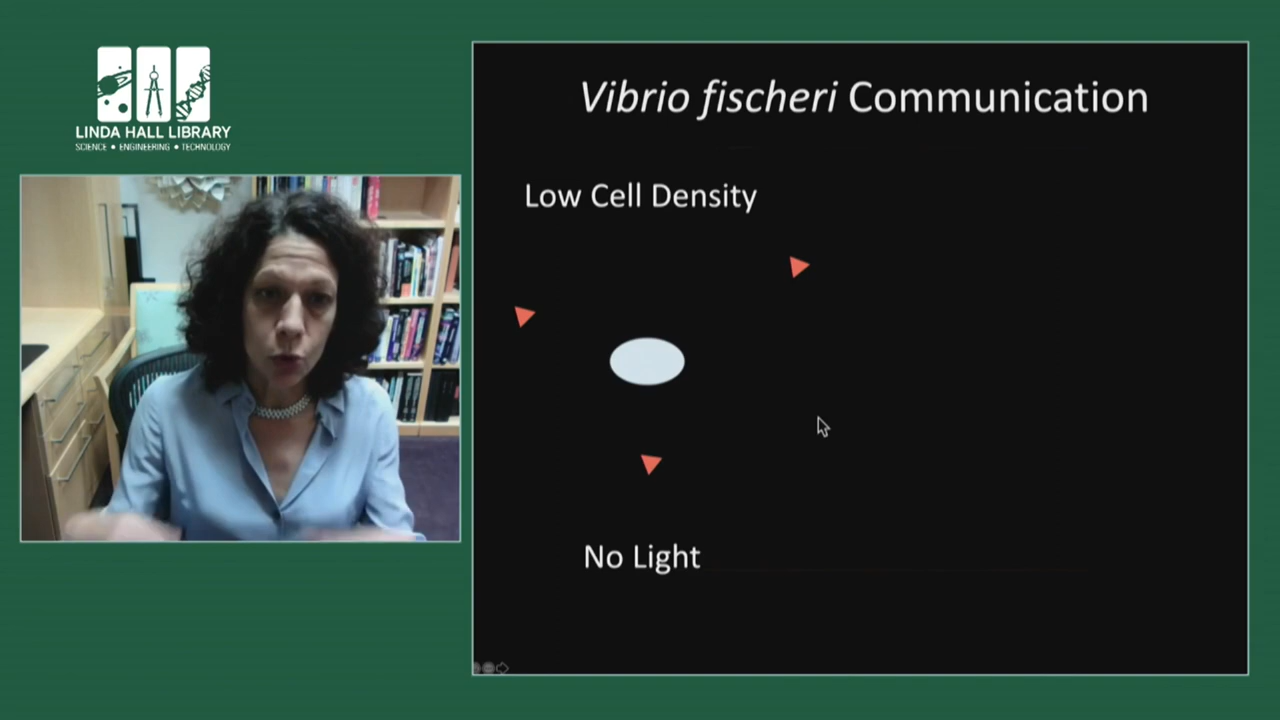 LINDA HALL LIBRARY
SCIENCE • ENGINEERING • TECHNOLOGY
Vibrio fischeri Communication
Low Cell Density
No Light